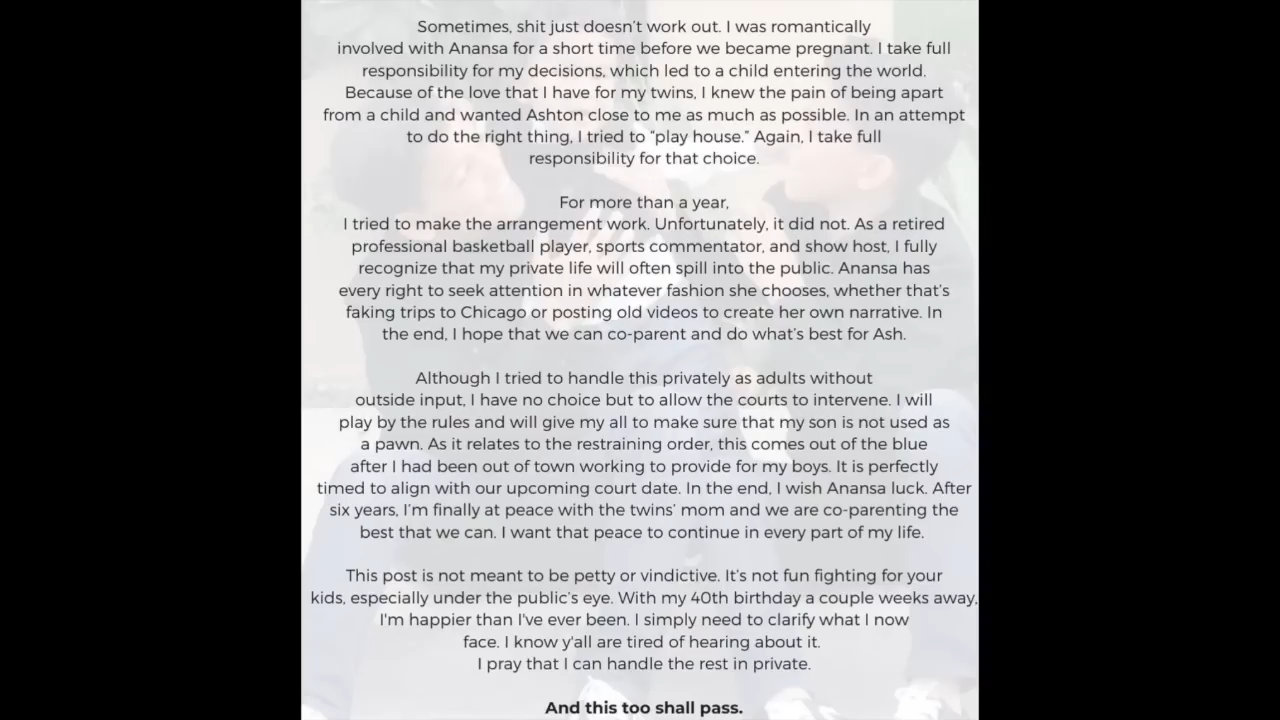 Sometimes, shit just doesn't work out. I was romantically
involved with Anansa for a short time before we became pregnant. I take full
responsibility for my decisions, which led to a child entering the world.
Because of the love that I have for my twins, I knew the pain of being apart
from a child and wanted Ashton close to me as much as possible. In an attempt
to do the right thing, I tried to “play house.” Again, I take full
responsibility for that choice.
For more than a year,
I tried to make the arrangement work. Unfortunately, it did not. As a retired
professional basketball player, sports commentator, and show host, I fully
recognize that my private life will often spill into the public. Anansa has
every right to seek attention in whatever fashion she chooses, whether that's
faking trips to Chicago or posting old videos to create her own narrative. In
the end, I hope that we can co-parent and do what's best for Ash.
Although I tried to handle this privately as adults without
outside input, I have no choice but to allow the courts to intervene. I will
play by the rules and will give my all to make sure that my son is not used as
a pawn. As it relates to the restraining order, this comes out of the blue
after I had been out of town working to provide for my boys. It is perfectly
timed to align with our upcoming court date. In the end, I wish Anansa luck. After
six years, I'm finally at peace with the twins' mom and we are co-parenting the
best that we can. I want that peace to continue in every part of my life.
This post is not meant to be petty or vindictive. It's not fun fighting for your
kids, especially under the public's eye. With my 40th birthday a couple weeks away,
I'm happier than I've ever been. I simply need to clarify what I now
face. I know y'all are tired of hearing about it.
I pray that I can handle the rest in private.
And this too shall pass.